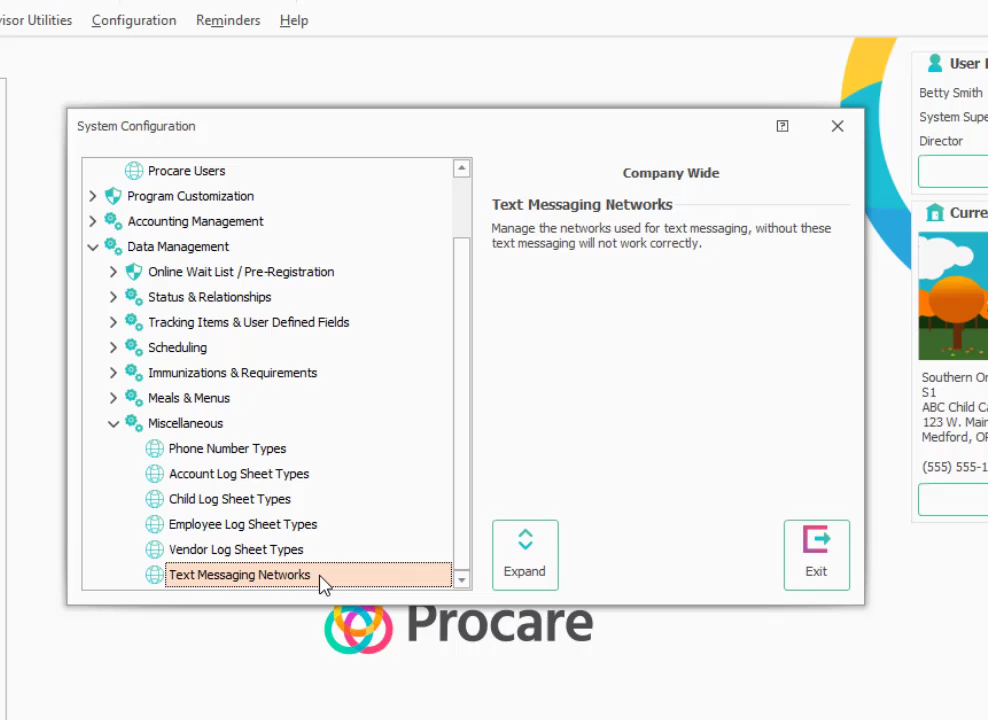 visor Utilities Configuration Reminders Help
System Configuration
Procare Users
Program Customization
Accounting Management
Data Management
Online Wait List / Pre-Registration
Status & Relationships
Tracking Items & User Defined Fields
Scheduling
Immunizations & Requirements
Meals & Menus
Miscellaneous
Phone Number Types
Account Log Sheet Types
Child Log Sheet Types
Employee Log Sheet Types
Vendor Log Sheet Types
Text Messaging Networks
Company Wide
Text Messaging Networks
Manage the networks used for text messaging, without these
text messaging will not work correctly.
Expand
Exit
Procare
User
Betty Smith
System Supe
Director
Curre
Southern Or
S1
ABC Child Ca
123 W. Main
Medford, OR
(555) 555-1